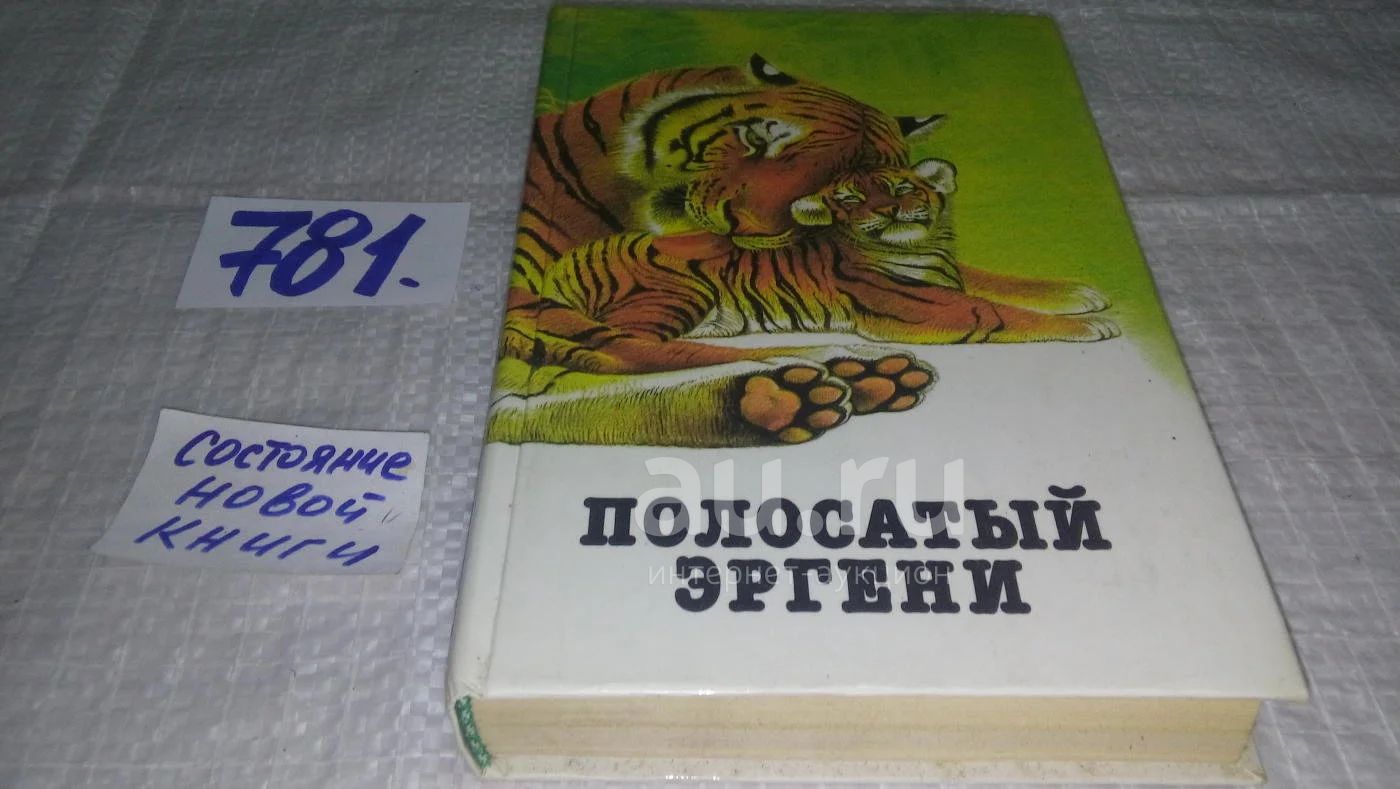 781.
СОСТОЯНИЕ
НОВОЙ
КНИГИ
au.ru
интернет-аукцион
ПОЛОСАТЫЙ
ЭРГЕНИ